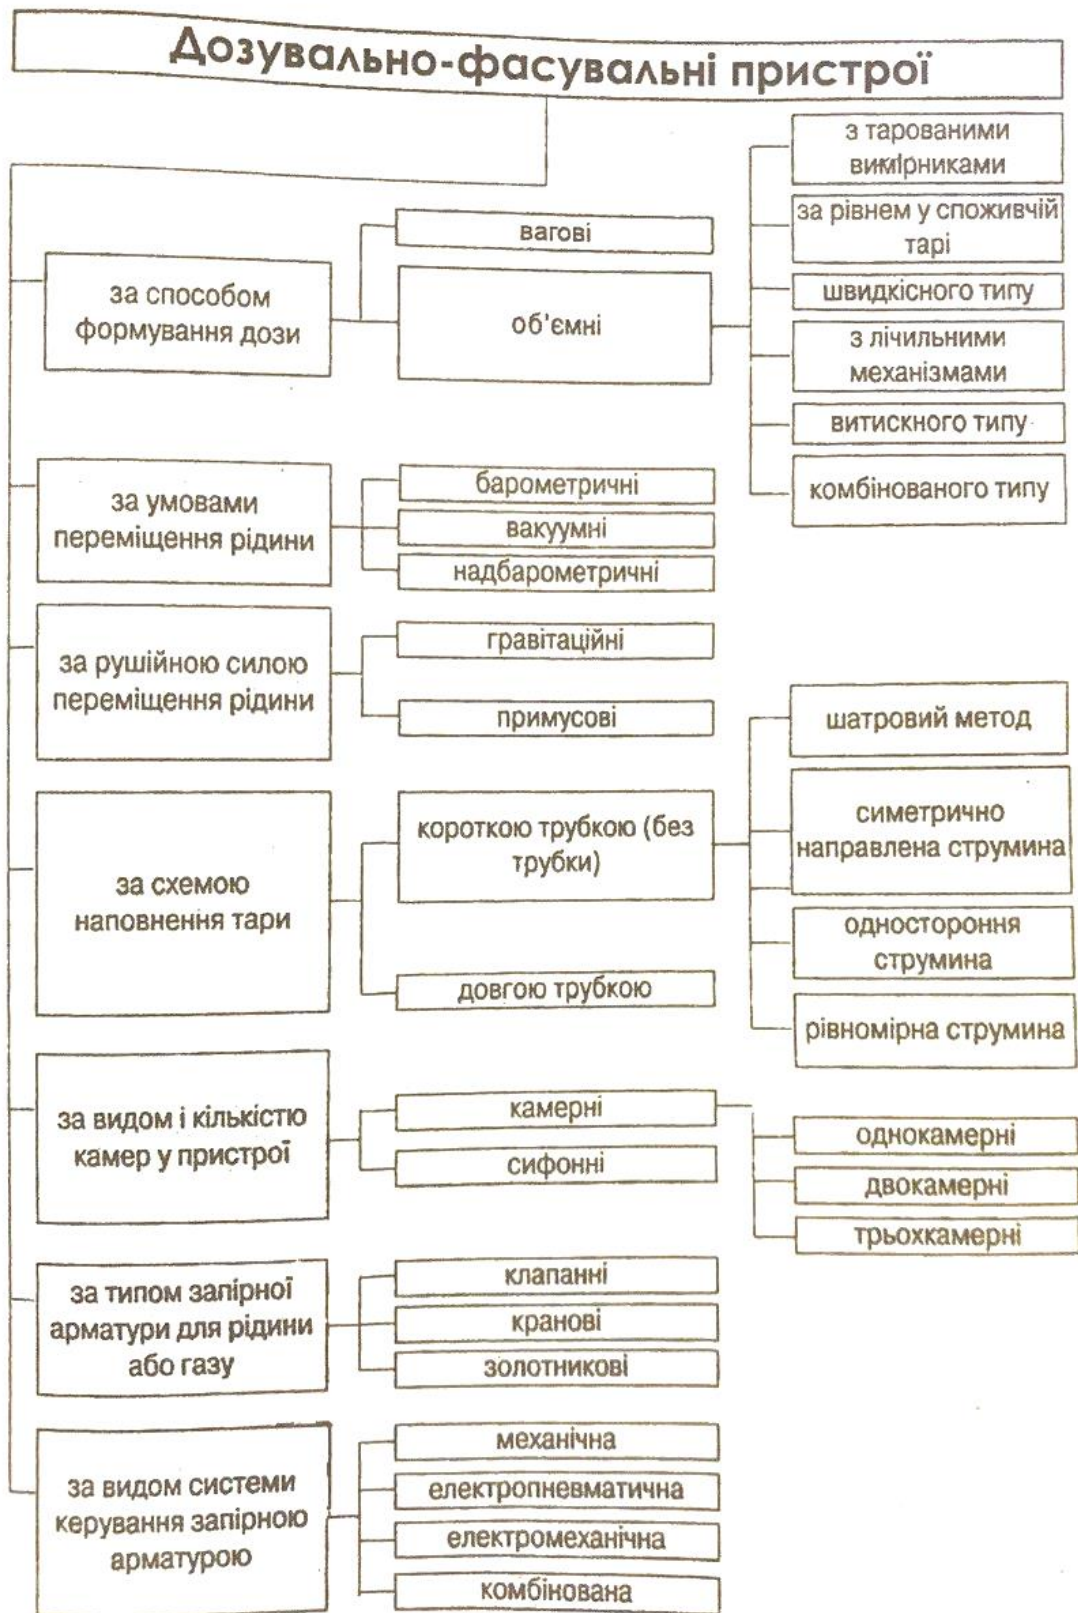 Дозувально-фасувальні пристрої
за способом
формування дози
вагові
об'ємні
з тарованими
вимірниками
за рівнем у споживчій
тарі
швидкісного типу
з лічильними
механізмами
витискного типу
комбінованого типу
за умовами
переміщення рідини
барометричні
вакуумні
надбарометричні
за рушійною силою
переміщення рідини
гравітаційні
примусові
за схемою
наповнення тари
короткою трубкою (без
трубки)
довгою трубкою
шатровий метод
симетрично
направлена струмина
одностороння
струмина
рівномірна струмина
за видом і кількістю
камер у пристрої
камерні
сифонні
однокамерні
двокамерні
трьохкамерні
за типом запірної
арматури для рідини
або газу
клапанні
кранові
золотникові
за видом системи
керування запірною
арматурою
механічна
електропневматична
електромеханічна
комбінована